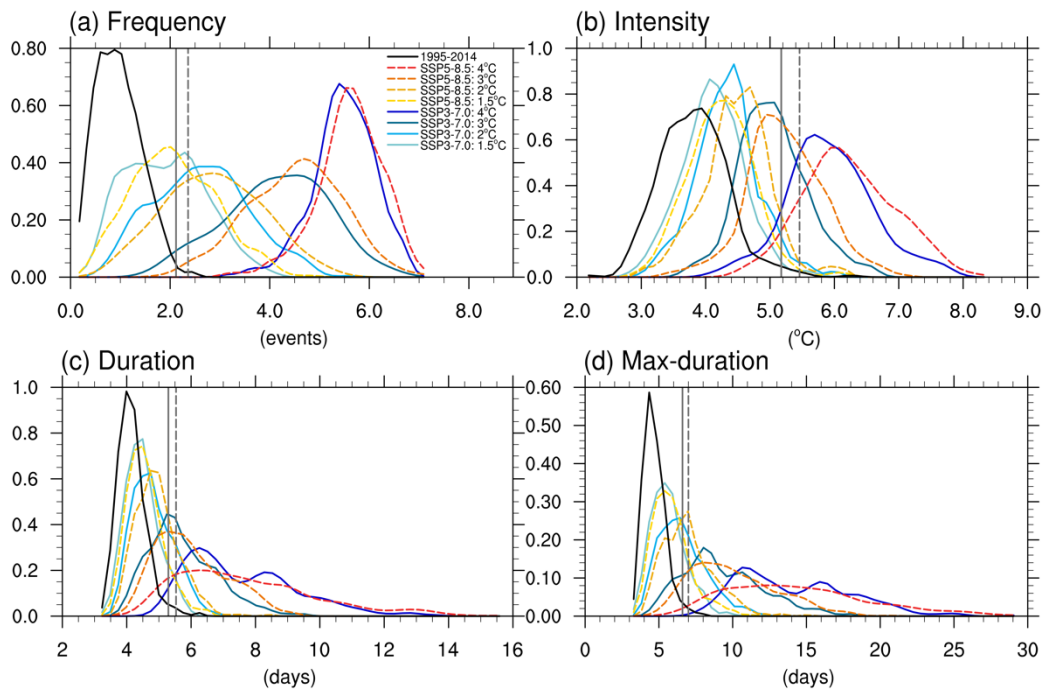 (a) Frequency
0.80
0.60
0.40
0.20
0.00
0.0 2.0 4.0 6.0 8.0
(events)
1995-2014
SSP5-8.5: 4°C
SSP5-8.5: 3°C
SSP5-8.5: 2°C
SSP5-8.5: 1.5°C
SSP3-7.0: 4°C
SSP3-7.0: 3°C
SSP3-7.0: 2°C
SSP3-7.0: 1.5°C
(b) Intensity
1.0
0.8
0.6
0.4
0.2
0.0
2.0 3.0 4.0 5.0 6.0 7.0 8.0 9.0
(°C)
(c) Duration
1.0
0.8
0.6
0.4
0.2
0.0
2 4 6 8 10 12 14 16
(days)
(d) Max-duration
0.60
0.50
0.40
0.30
0.20
0.10
0.00
0 5 10 15 20 25 30
(days)